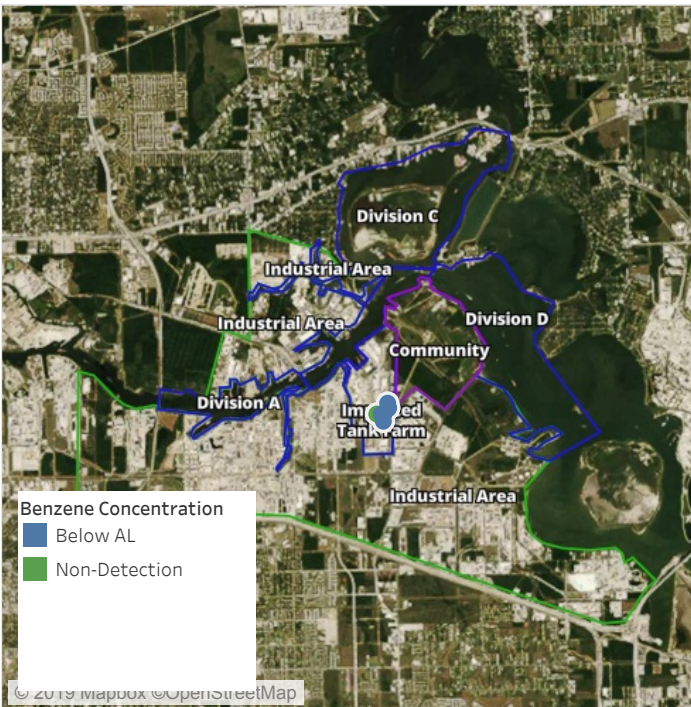 Division C
Industrial Area
Industrial Area
Division D
Community
Division A
Tank Farm
Industrial Area
Benzene Concentration
Below AL
Non-Detection
© 2019 Mapbox ©OpenStreetMap